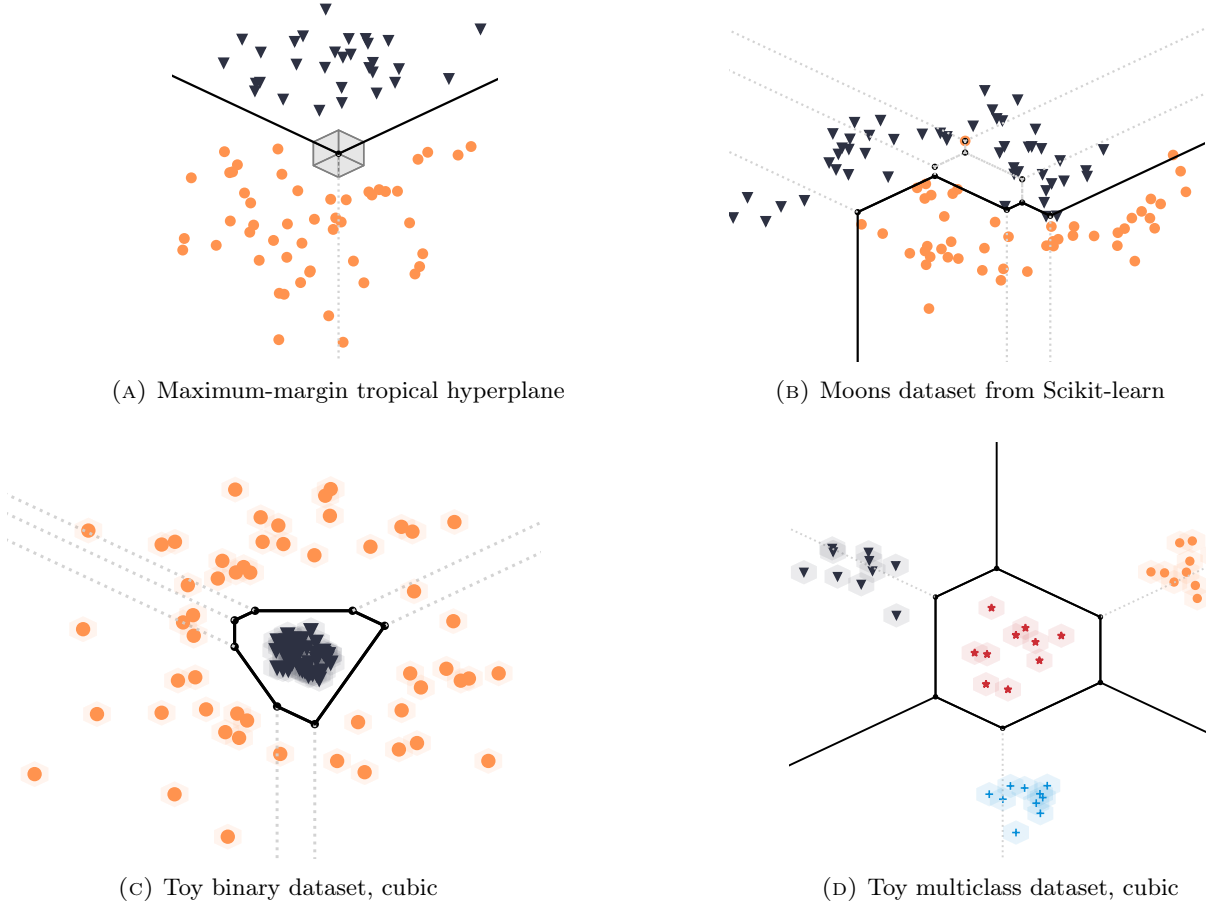 (A) Maximum-margin tropical hyperplane
(B) Moons dataset from Scikit-learn
(C) Toy binary dataset, cubic
(D) Toy multiclass dataset, cubic